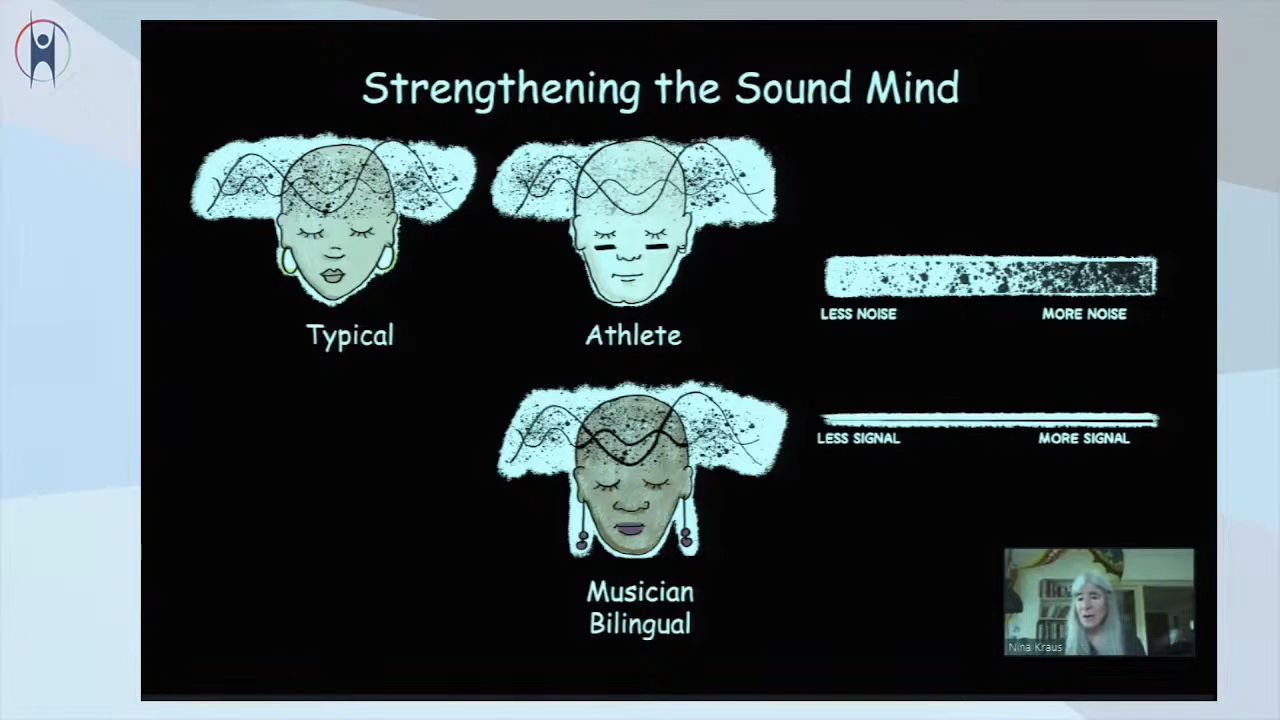 Strengthening the Sound Mind
Typical
Athlete
LESS NOISE
MORE NOISE
LESS SIGNAL
MORE SIGNAL
Musician
Bilingual
Nina Kraus